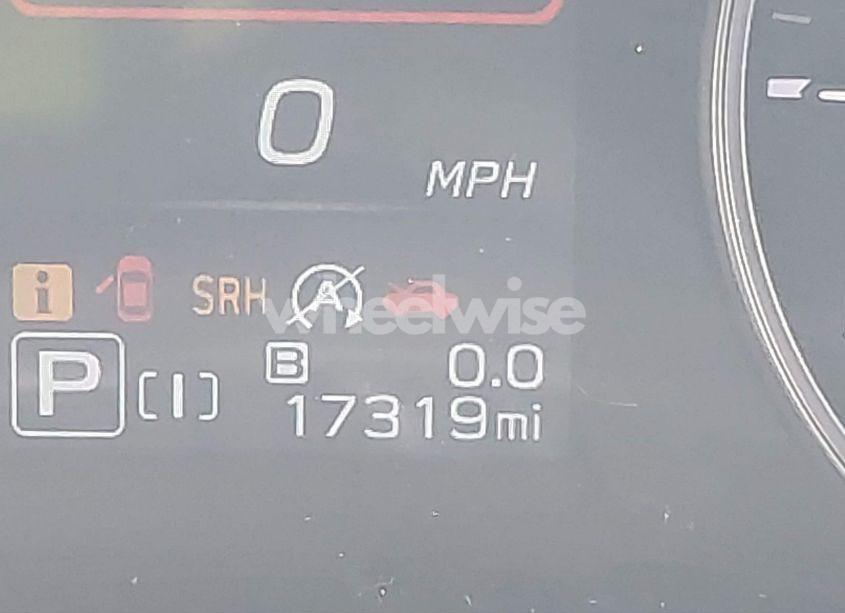 0
MPH
i SRH A
wheelwise
P [I] B 0.0
17319mi